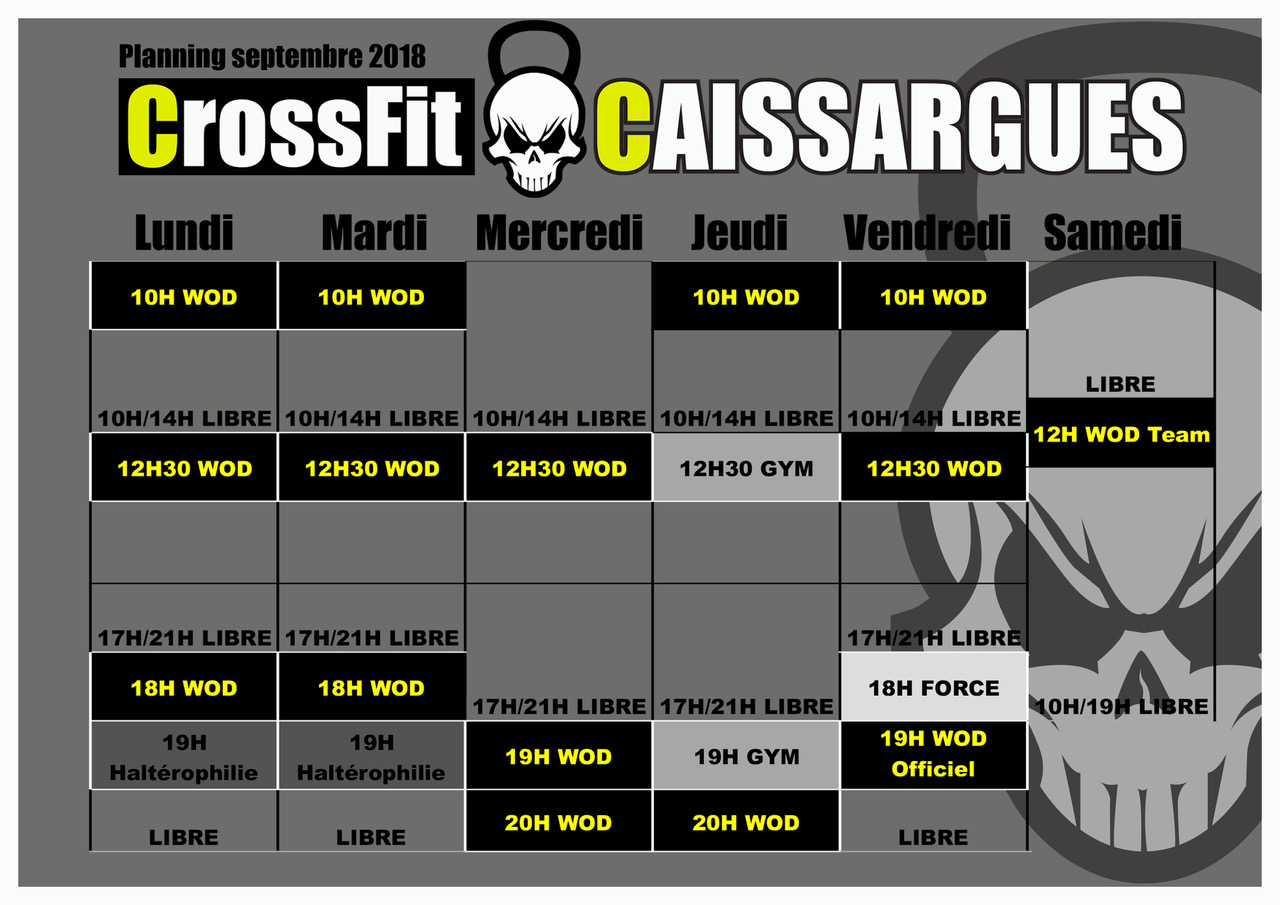 Planning septembre 2018
CrossFit CAISSARGUES
Lundi Mardi Mercredi Jeudi Vendredi Samedi
10H WOD 10H WOD 10H WOD 10H WOD
LIBRE
10H/14H LIBRE 10H/14H LIBRE 10H/14H LIBRE 10H/14H LIBRE 10H/14H LIBRE
12H WOD Team
12H30 WOD 12H30 WOD 12H30 WOD 12H30 GYM 12H30 WOD
17H/21H LIBRE 17H/21H LIBRE 17H/21H LIBRE
18H WOD 18H WOD 18H FORCE
17H/21H LIBRE 17H/21H LIBRE 10H/19H LIBRE
19H 19H 19H WOD
19H WOD 19H GYM
Haltérophilie Haltérophilie Officiel
20H WOD 20H WOD
LIBRE LIBRE LIBRE